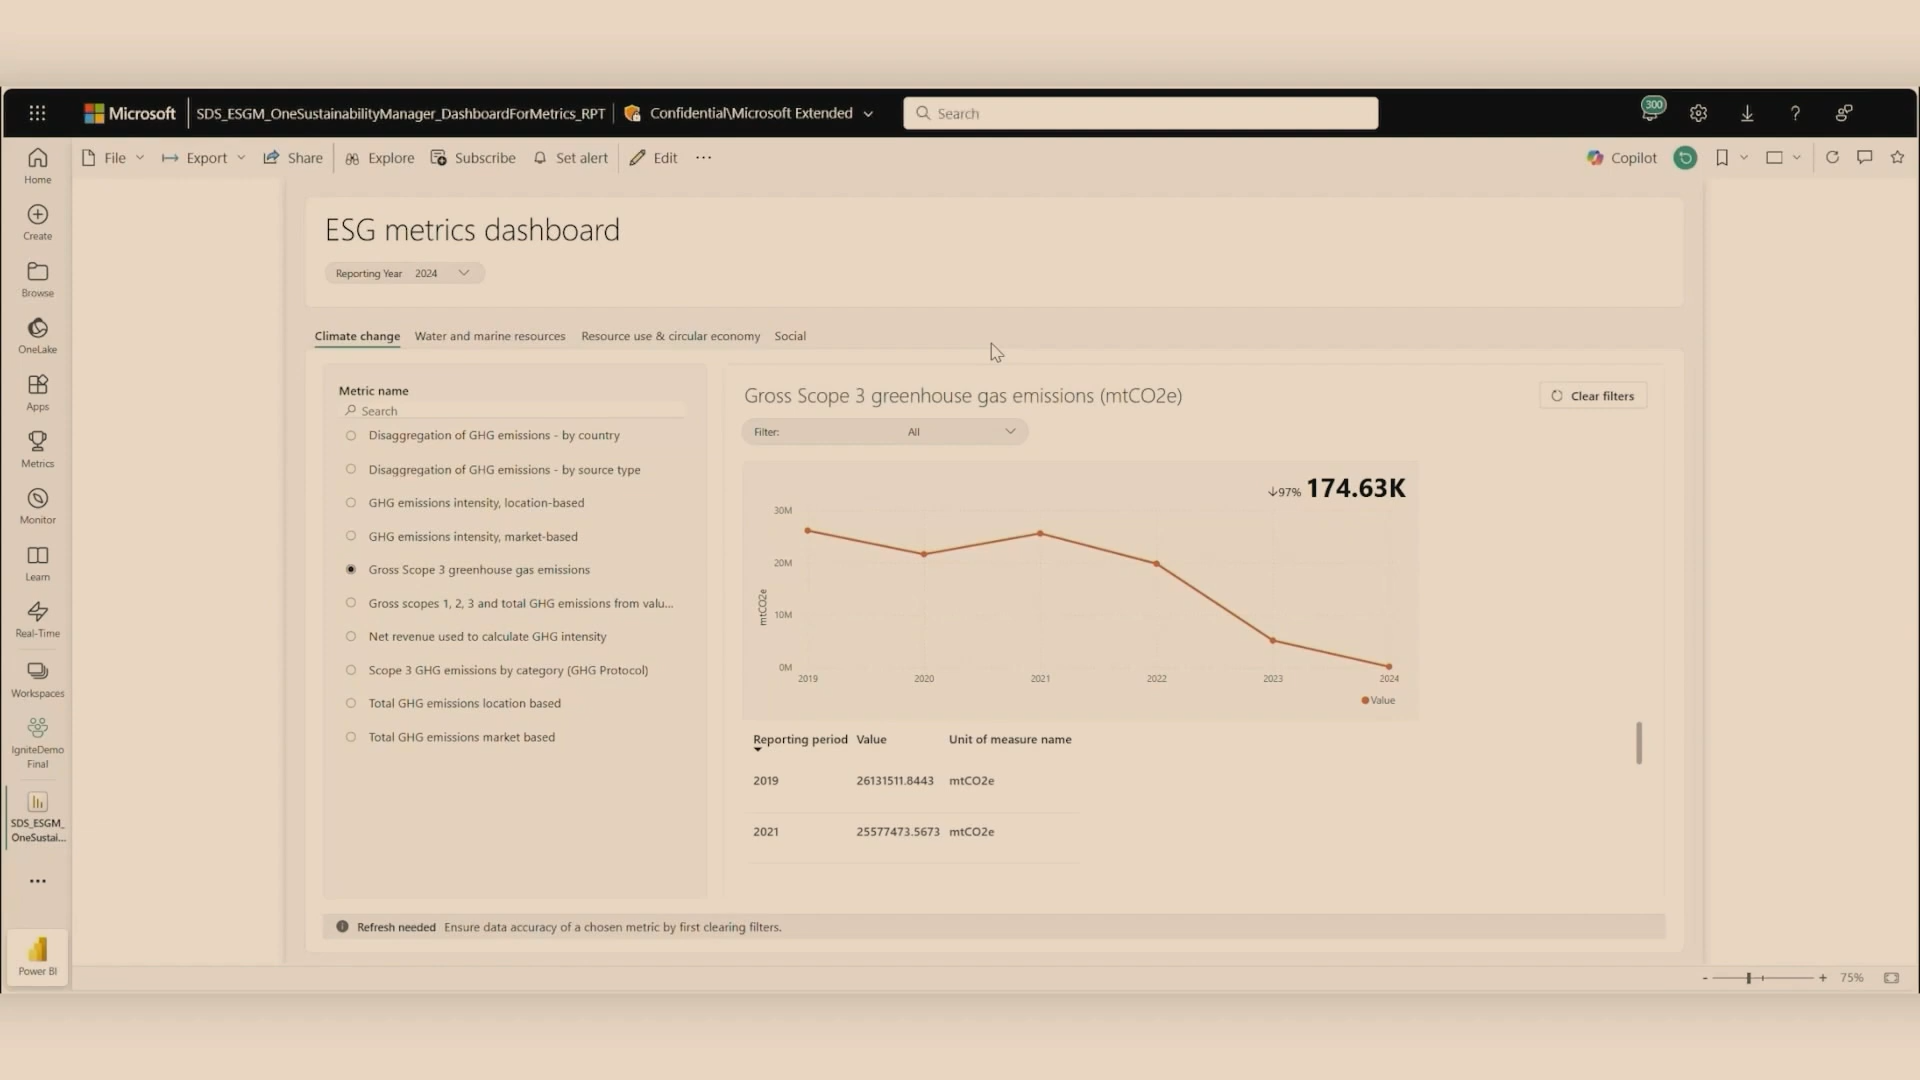 Microsoft SDS_ESGM_OneSustainabilityManager_DashboardForMetrics_RPT Confidential\Microsoft Extended Search 300 ?
File Export Share Explore Subscribe Set alert Edit ... Copilot
Home
Create
Browse
OneLake
Apps
Metrics
Monitor
Learn
Real-Time
Workspaces
IgniteDemo
Final
SDS_ESGM_
OneSustai...
...
Power BI
ESG metrics dashboard
Reporting Year 2024
Climate change Water and marine resources Resource use & circular economy Social
Metric name
Search
Disaggregation of GHG emissions - by country
Disaggregation of GHG emissions - by source type
GHG emissions intensity, location-based
GHG emissions intensity, market-based
Gross Scope 3 greenhouse gas emissions
Gross scopes 1, 2, 3 and total GHG emissions from valu...
Net revenue used to calculate GHG intensity
Scope 3 GHG emissions by category (GHG Protocol)
Total GHG emissions location based
Total GHG emissions market based
Gross Scope 3 greenhouse gas emissions (mtCO2e)
Clear filters
Filter: All
↓97% 174.63K
30M
20M
10M
0M
mtCO2e
2019 2020 2021 2022 2023 2024
Value
Reporting period Value Unit of measure name
2019 26131511.8443 mtCO2e
2021 25577473.5673 mtCO2e
Refresh needed Ensure data accuracy of a chosen metric by first clearing filters.
- + 75%